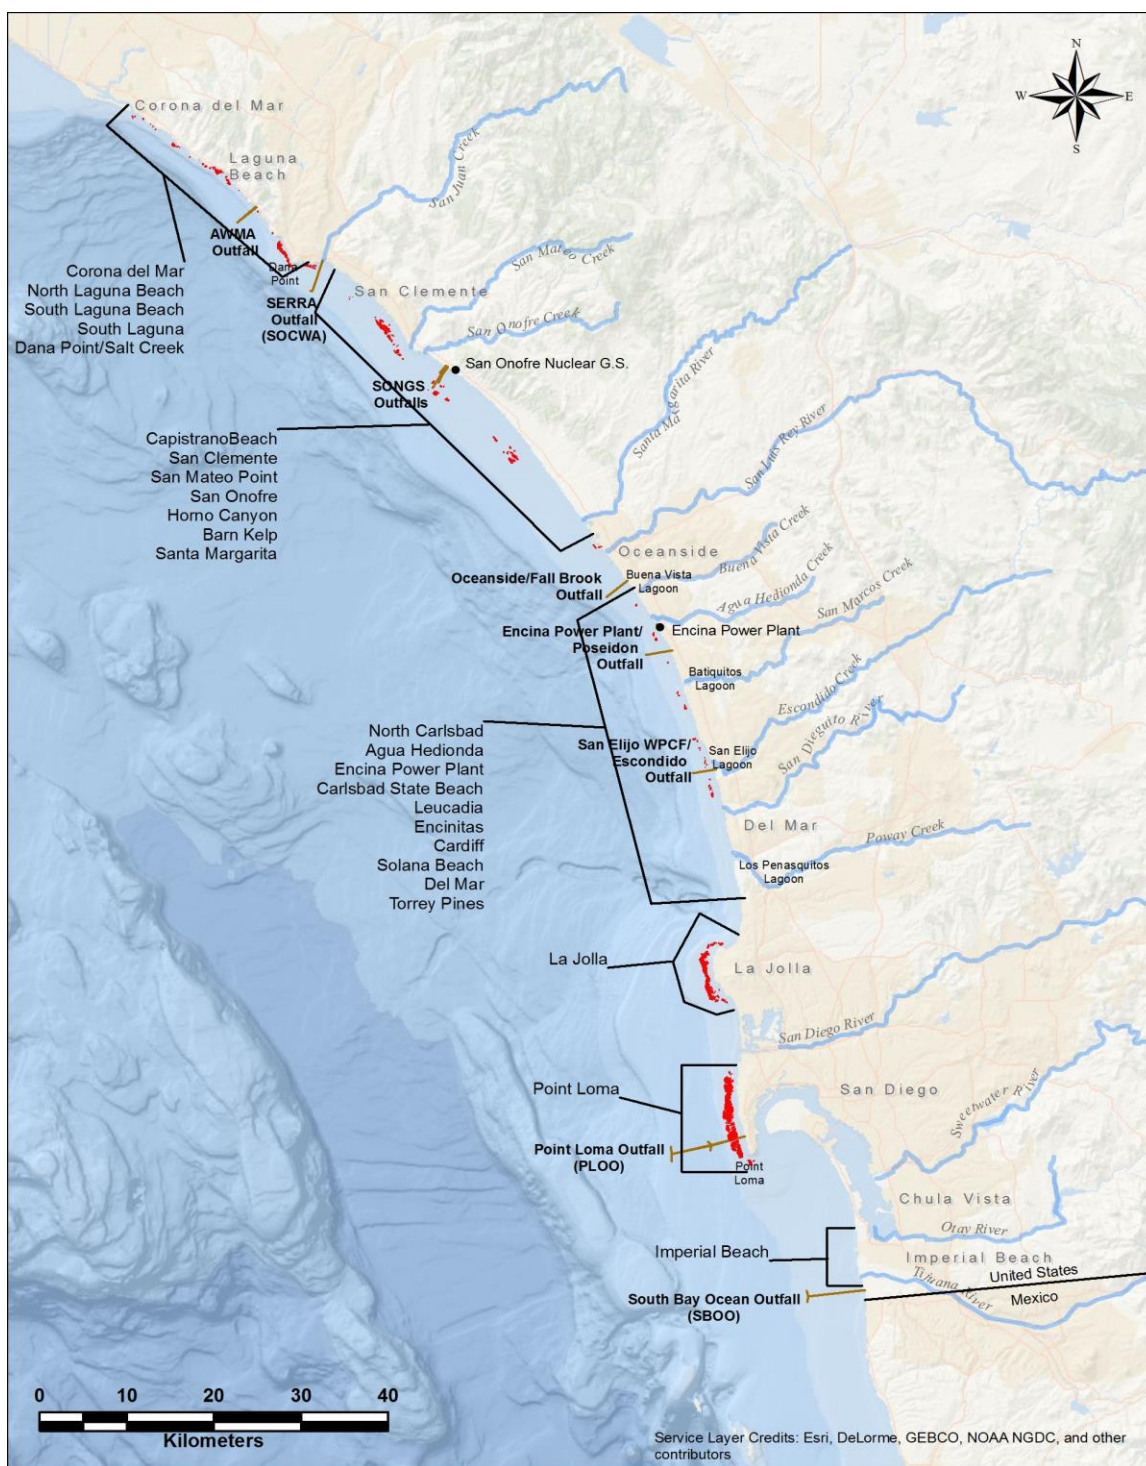 N
W
E
S
Corona del Mar
Laguna
Beach
San Juan Creek
AWMA
Outfall
Dana
Point
Corona del Mar
North Laguna Beach
South Laguna Beach
South Laguna
Dana Point/Salt Creek
San Mateo Creek
San Clemente
SERRA
Outfall
(SOCWA)
San Onofre Creek
San Onofre Nuclear G.S.
SONGS
Outfalls
Santa Margarita River
San Luis Rey River
CapistranoBeach
San Clemente
San Mateo Point
San Onofre
Horno Canyon
Barn Kelp
Santa Margarita
Oceanside
Buena Vista Creek
Oceanside/Fall Brook
Outfall
Buena Vista
Lagoon
Agua Hedionda Creek
San Marcos Creek
Encina Power Plant/
Poseidon
Outfall
Encina Power Plant
Batiquitos
Lagoon
Escondido Creek
San Dieguito River
North Carlsbad
Agua Hedionda
Encina Power Plant
Carlsbad State Beach
Leucadia
Encinitas
Cardiff
Solana Beach
Del Mar
Torrey Pines
San Elijo WPCF/
Escondido
Outfall
San Elijo
Lagoon
Del Mar
Poway Creek
Los Penasquitos
Lagoon
La Jolla
La Jolla
San Diego River
Point Loma
San Diego
Sweetwater River
Point Loma Outfall
(PLOO)
Point
Loma
Chula Vista
Otay River
Imperial Beach
Imperial Beach
Tihuana River
United States
Mexico
South Bay Ocean Outfall
(SBOO)
0 10 20 30 40
Kilometers
Service Layer Credits: Esri, DeLorme, GEBCO, NOAA NGDC, and other
contributors